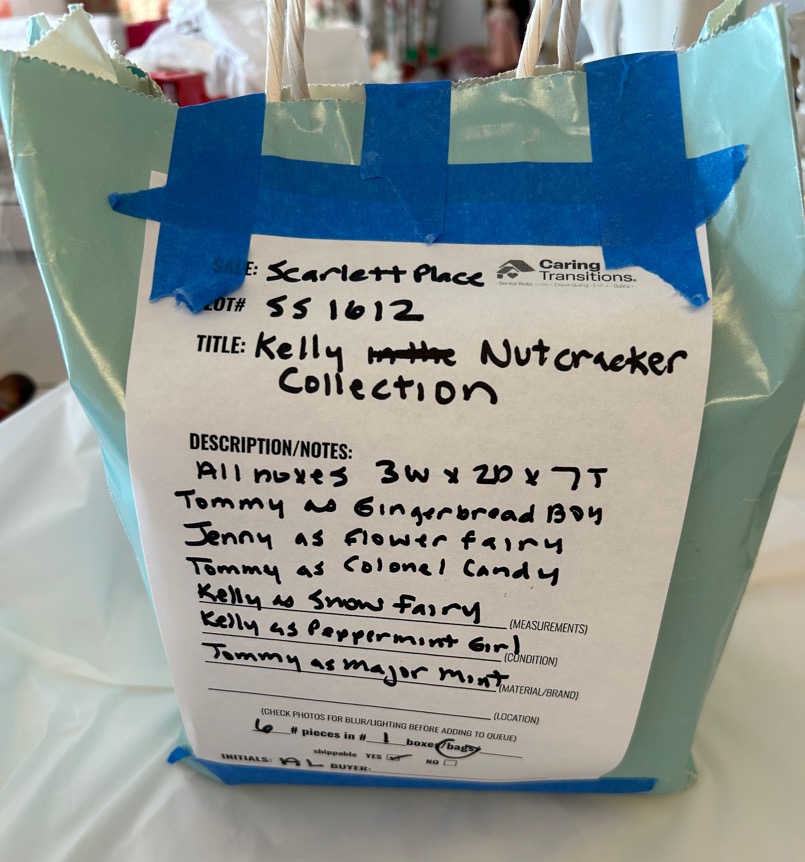 SALE: Scarlett Place Caring Transitions
LOT# SS 1612
TITLE: Kelly in the Nutcracker
Collection
DESCRIPTION/NOTES:
All boxes 3W x 2D x 7T
Tommy as Gingerbread Boy
Jenny as Flower fairy
Tommy as Colonel Candy
Kelly as Snow fairy
(MEASUREMENTS)
Kelly as Peppermint Girl
(CONDITION)
Tommy as Major Mint
(MATERIAL/BRAND)
(LOCATION)
(CHECK PHOTOS FOR BLUR/LIGHTING BEFORE ADDING TO QUEUE)
6 # pieces in # 1 boxes/bags
shippable YES ✓ NO
INITIALS: AL BUYER: